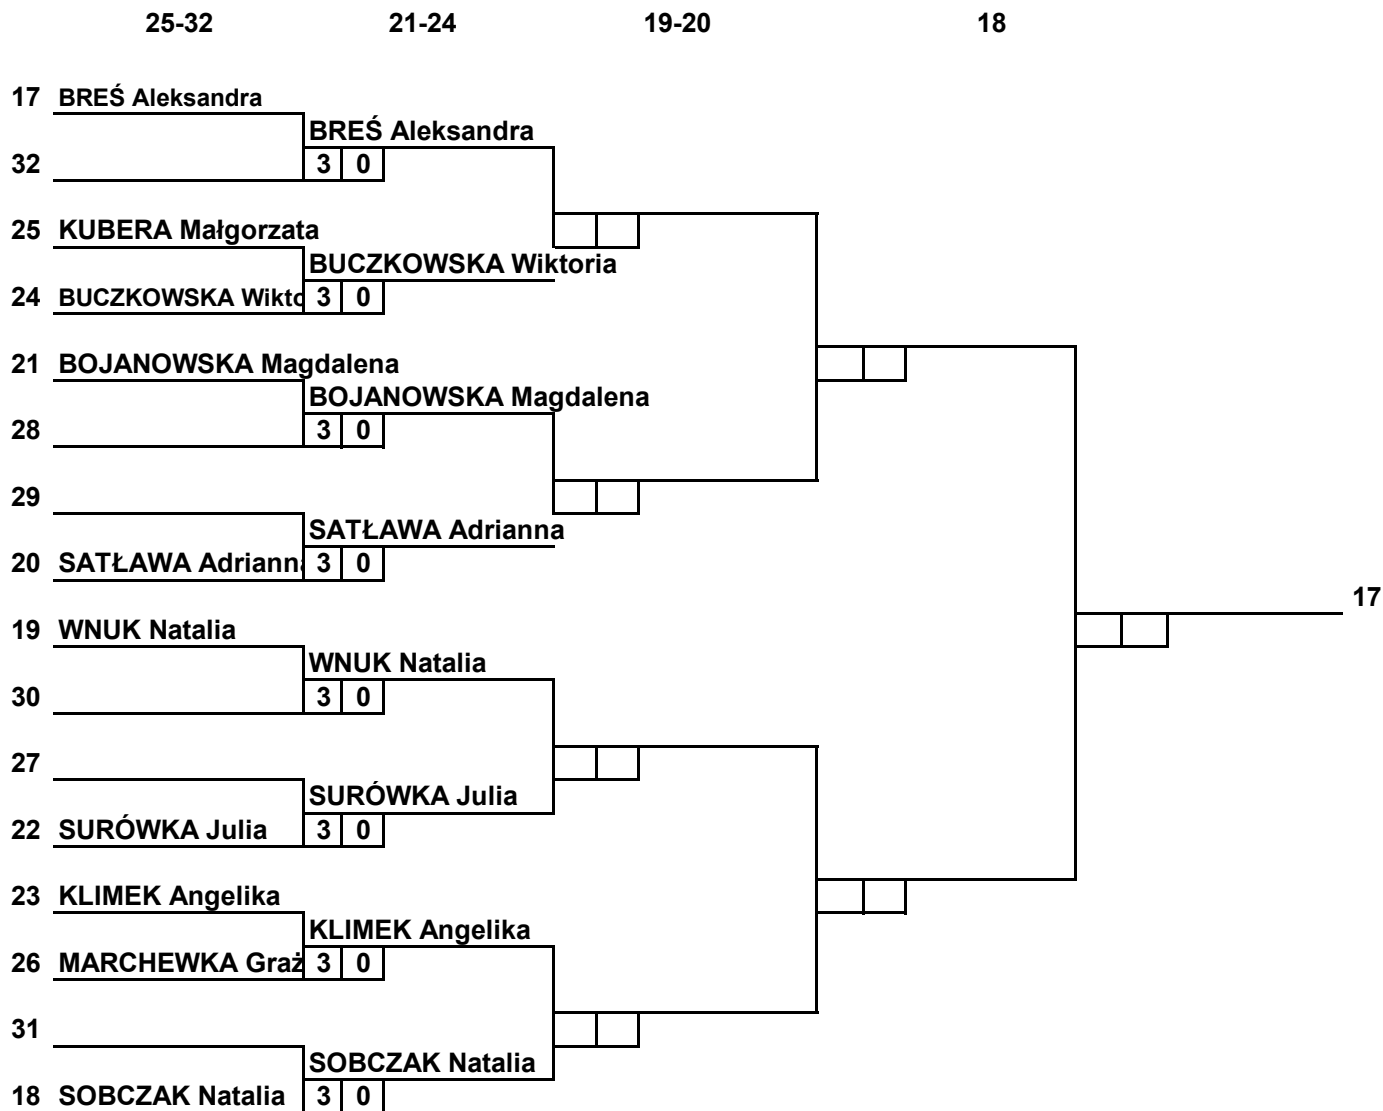 25-32 21-24 19-20 18
17 BREŚ Aleksandra
BREŚ Aleksandra
32 3 0
25 KUBERA Małgorzata
BUCZKOWSKA Wiktoria
24 BUCZKOWSKA Wikto 3 0
21 BOJANOWSKA Magdalena
BOJANOWSKA Magdalena
28 3 0
29
SATŁAWA Adrianna
20 SATŁAWA Adrianna 3 0
17
19 WNUK Natalia
WNUK Natalia
30 3 0
27
SURÓWKA Julia
22 SURÓWKA Julia 3 0
23 KLIMEK Angelika
KLIMEK Angelika
26 MARCHEWKA Graż 3 0
31
SOBCZAK Natalia
18 SOBCZAK Natalia 3 0